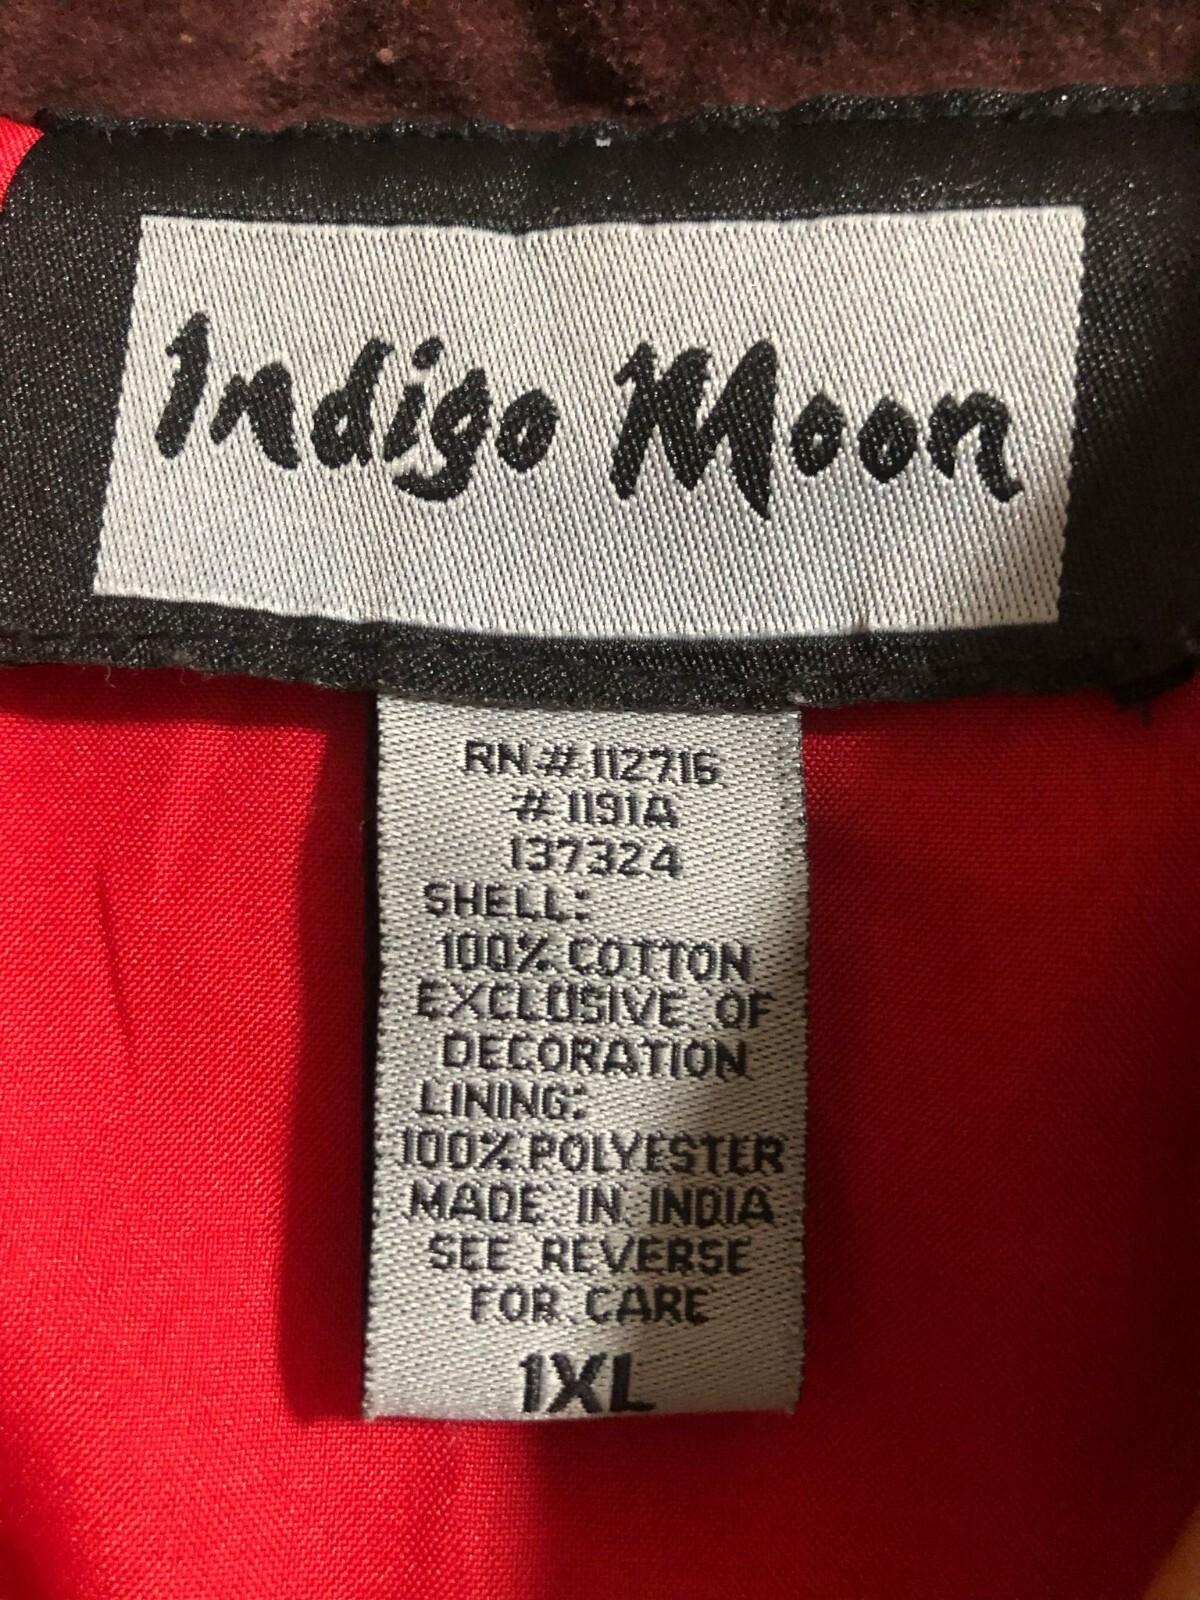 Indigo Moon
RN # 112716
# 1191A
137324
SHELL:
100% COTTON
EXCLUSIVE OF
DECORATION
LINING:
100% POLYESTER
MADE IN INDIA
SEE REVERSE
FOR CARE
1XL